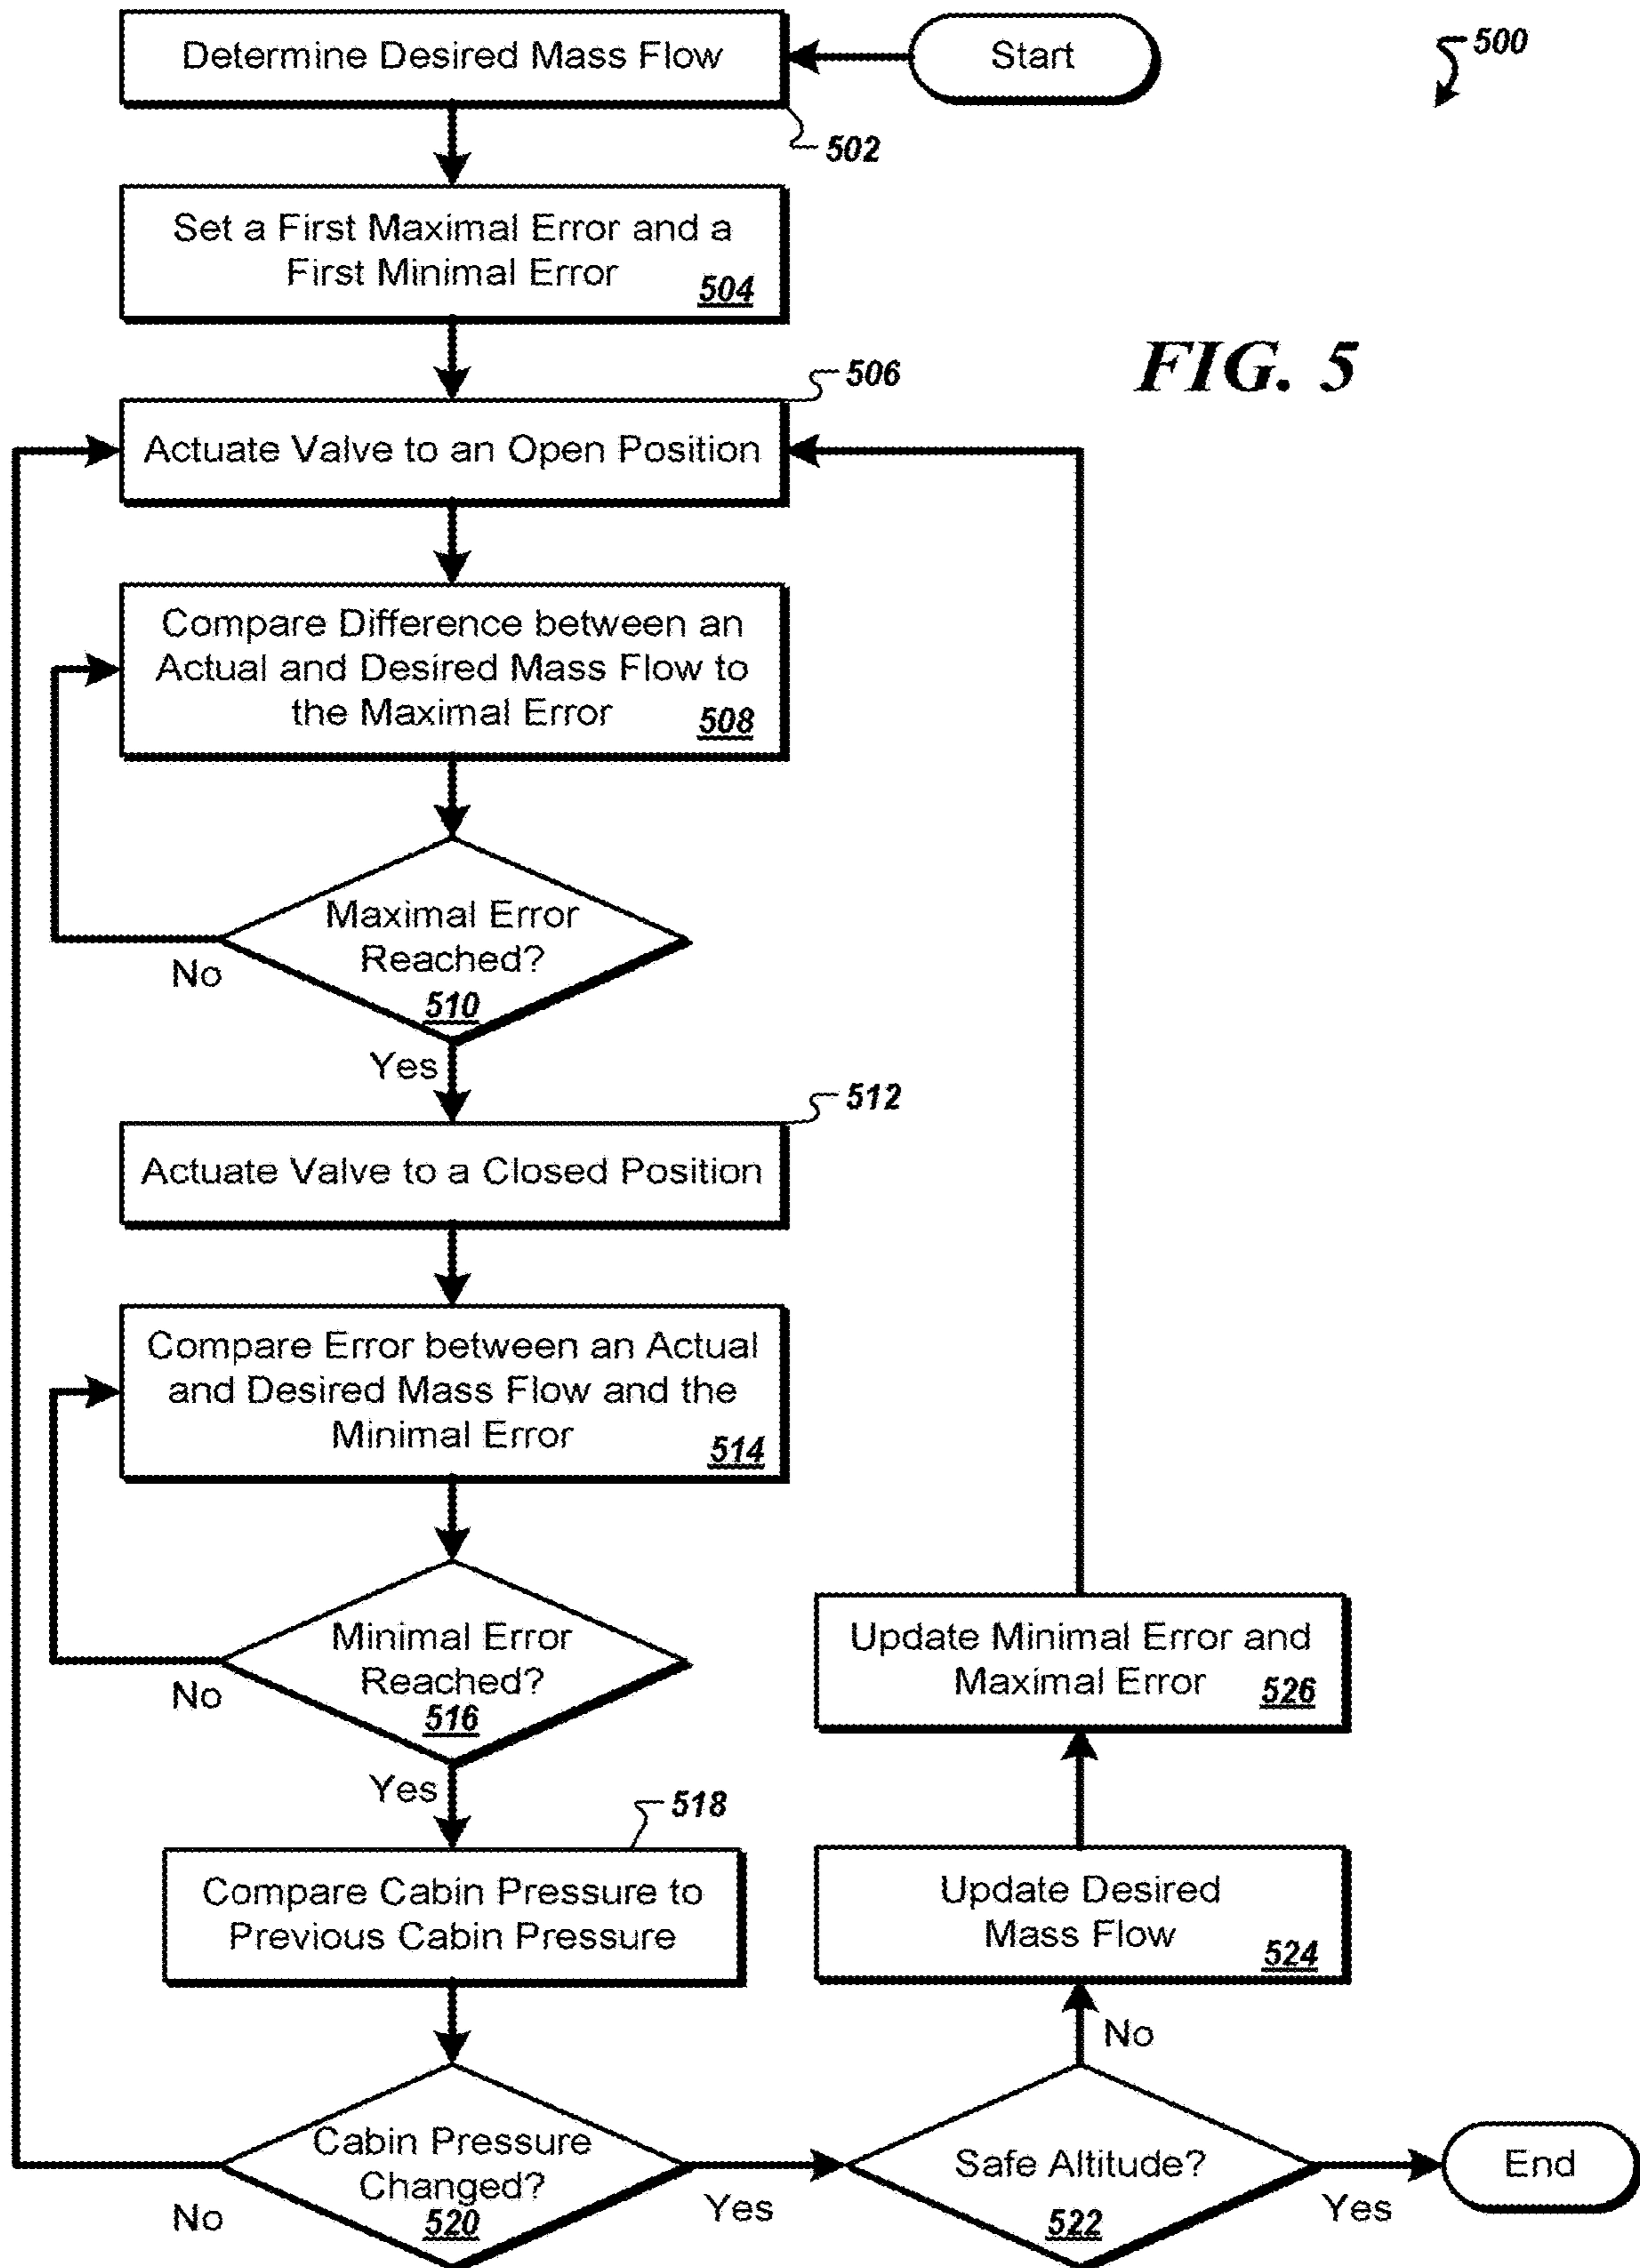 Determine Desired Mass Flow
Start
500
502
Set a First Maximal Error and a
First Minimal Error
504
FIG. 5
506
Actuate Valve to an Open Position
Compare Difference between an
Actual and Desired Mass Flow to
the Maximal Error
508
Maximal Error
Reached?
510
No
Yes
512
Actuate Valve to a Closed Position
Compare Error between an Actual
and Desired Mass Flow and the
Minimal Error
514
Minimal Error
Reached?
516
No
Yes
518
Compare Cabin Pressure to
Previous Cabin Pressure
Cabin Pressure
Changed?
520
No
Yes
Safe Altitude?
522
Yes
End
No
Update Desired
Mass Flow
524
Update Minimal Error and
Maximal Error
526